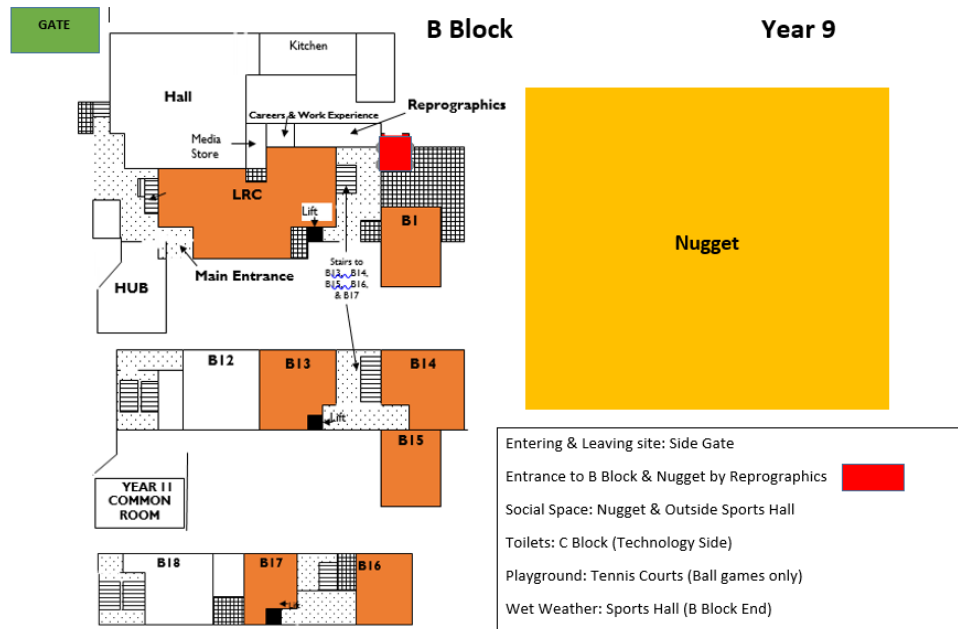 GATE
B Block
Year 9
Kitchen
Hall
Reprographics
Careers & Work Experience
Media
Store
LRC
Lift
B1
Nugget
Main Entrance
HUB
Stairs to
B13, B14,
B15, B16,
& B17
B12
B13
B14
Lift
B15
YEAR 11
COMMON
ROOM
B18
B17
B16
Lift
Entering & Leaving site: Side Gate
Entrance to B Block & Nugget by Reprographics
Social Space: Nugget & Outside Sports Hall
Toilets: C Block (Technology Side)
Playground: Tennis Courts (Ball games only)
Wet Weather: Sports Hall (B Block End)